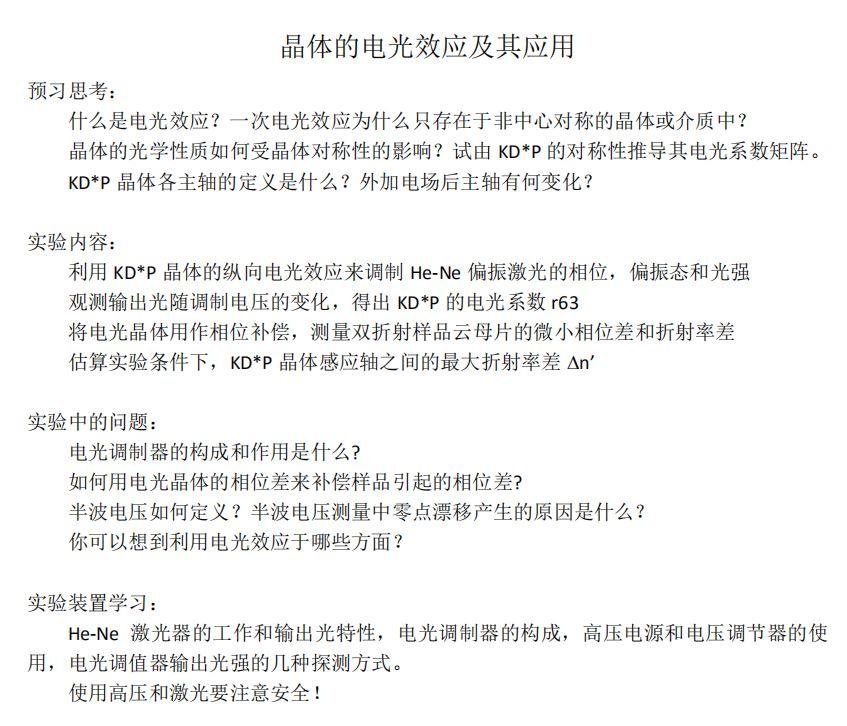 晶体的电光效应及其应用
预习思考：
什么是电光效应？一次电光效应为什么只存在于非中心对称的晶体或介质中？
晶体的光学性质如何受晶体对称性的影响？试由 KD*P 的对称性推导其电光系数矩阵。
KD*P 晶体各主轴的定义是什么？外加电场后主轴有何变化？
实验内容：
利用 KD*P 晶体的纵向电光效应来调制 He-Ne 偏振激光的相位，偏振态和光强
观测输出光随调制电压的变化，得出 KD*P 的电光系数 r63
将电光晶体用作相位补偿，测量双折射样品云母片的微小相位差和折射率差
估算实验条件下，KD*P 晶体感应轴之间的最大折射率差 Δn’
实验中的问题：
电光调制器的构成和作用是什么?
如何用电光晶体的相位差来补偿样品引起的相位差?
半波电压如何定义？半波电压测量中零点漂移产生的原因是什么？
你可以想到利用电光效应于哪些方面？
实验装置学习：
He-Ne 激光器的工作和输出光特性，电光调制器的构成，高压电源和电压调节器的使
用，电光调值器输出光强的几种探测方式。
使用高压和激光要注意安全！